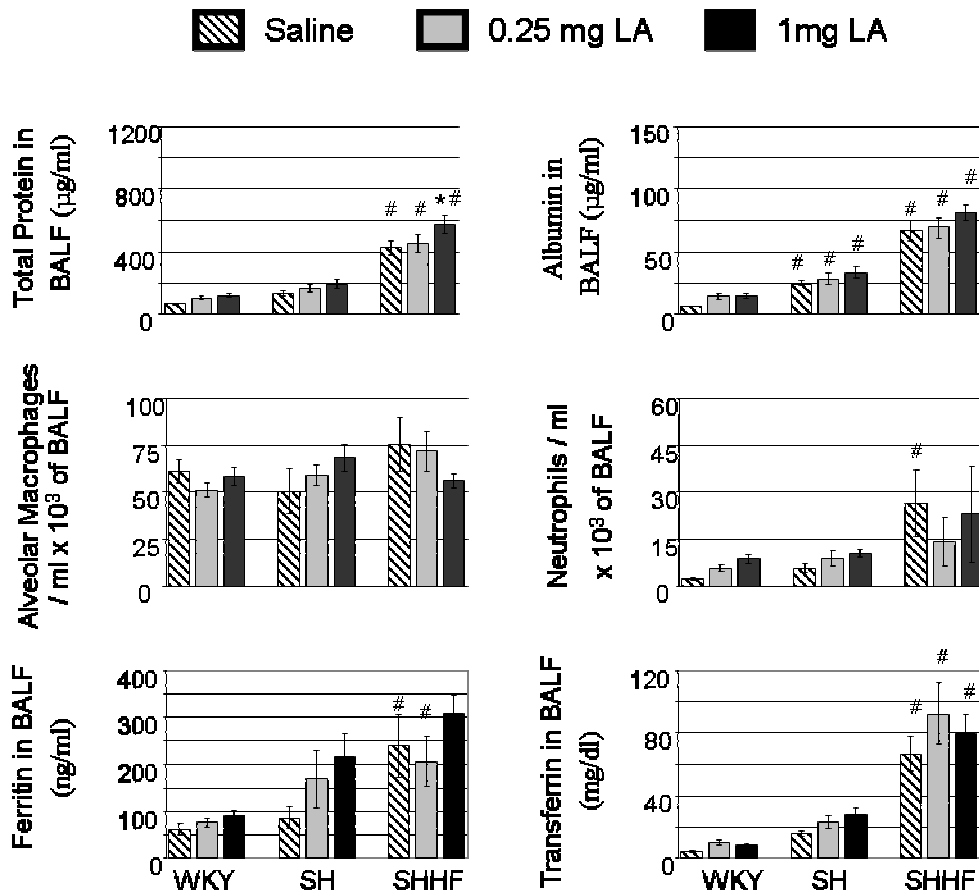 Saline 0.25 mg LA 1mg LA
Total Protein in
BALF (µg/ml)
1200
800
400
0
# # *#
Albumin in
BALF (µg/ml)
150
100
50
0
# # # # # #
Alveolar Macrophages
/ ml x 10³ of BALF
100
75
50
25
0
Neutrophils / ml
x 10³ of BALF
60
45
30
15
0
#
Ferritin in BALF
(ng/ml)
400
300
200
100
0
# #
WKY SH SHHF
Transferrin in BALF
(mg/dl)
120
80
40
0
# # #
WKY SH SHHF